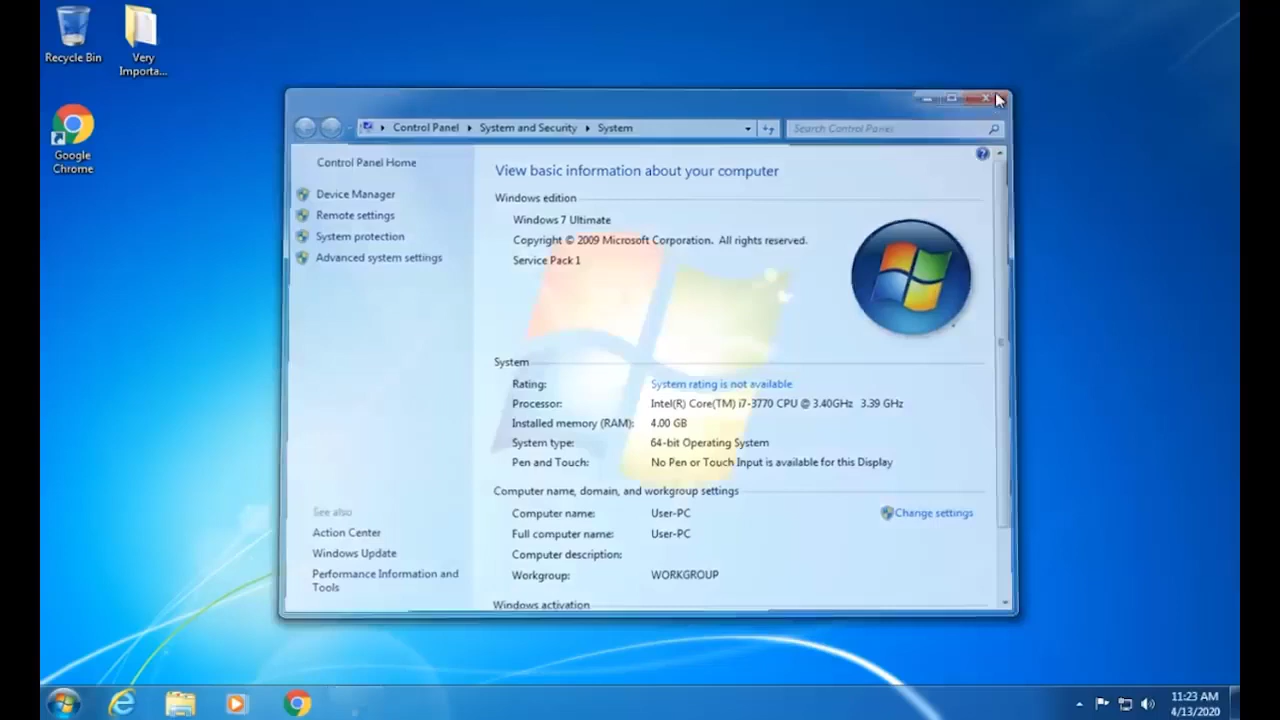 Recycle Bin
Very
Importa...
Google
Chrome
Control Panel
System and Security
System
Search Control Panel
Control Panel Home
Device Manager
Remote settings
System protection
Advanced system settings
See also
Action Center
Windows Update
Performance Information and
Tools
View basic information about your computer
Windows edition
Windows 7 Ultimate
Copyright © 2009 Microsoft Corporation. All rights reserved.
Service Pack 1
System
Rating: System rating is not available
Processor: Intel(R) Core(TM) i7-3770 CPU @ 3.40GHz 3.39 GHz
Installed memory (RAM): 4.00 GB
System type: 64-bit Operating System
Pen and Touch: No Pen or Touch Input is available for this Display
Computer name, domain, and workgroup settings
Computer name: User-PC
Change settings
Full computer name: User-PC
Computer description:
Workgroup: WORKGROUP
Windows activation
11:23 AM
4/13/2020